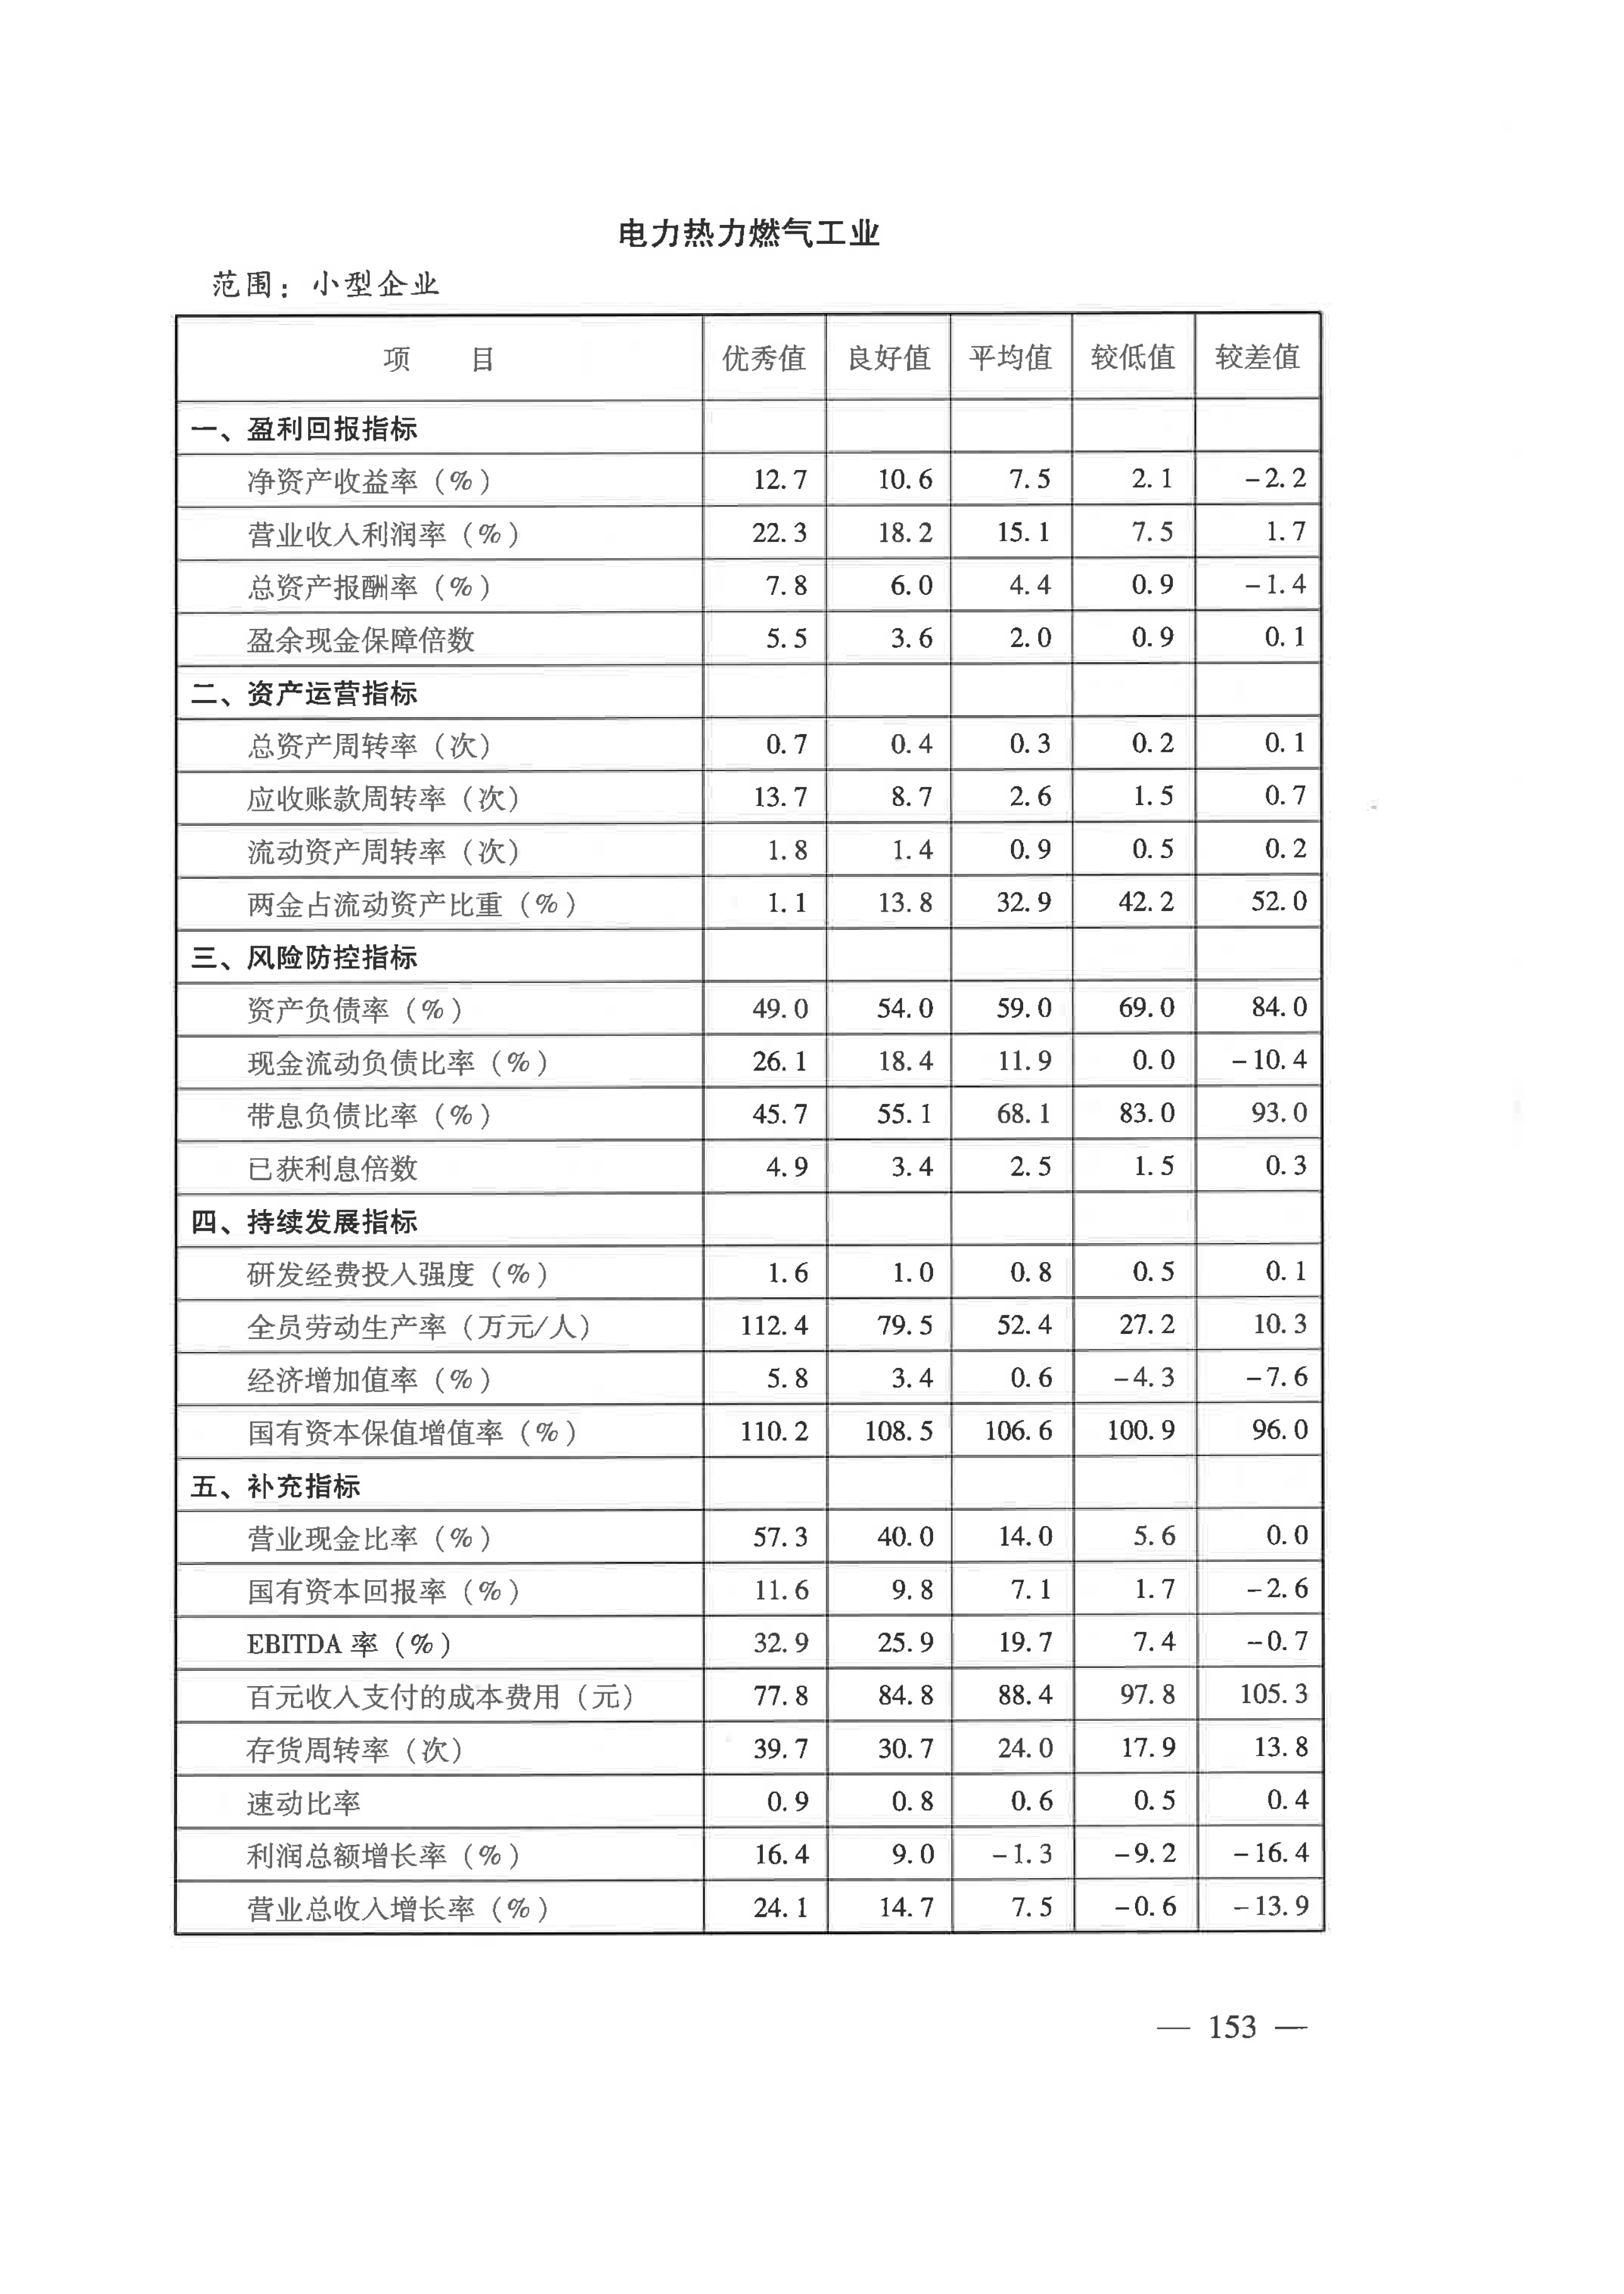 电力热力燃气工业
范围：小型企业
项 目 优秀值 良好值 平均值 较低值 较差值
一、盈利回报指标
净资产收益率（%） 12.7 10.6 7.5 2.1 -2.2
营业收入利润率（%） 22.3 18.2 15.1 7.5 1.7
总资产报酬率（%） 7.8 6.0 4.4 0.9 -1.4
盈余现金保障倍数 5.5 3.6 2.0 0.9 0.1
二、资产运营指标
总资产周转率（次） 0.7 0.4 0.3 0.2 0.1
应收账款周转率（次） 13.7 8.7 2.6 1.5 0.7
流动资产周转率（次） 1.8 1.4 0.9 0.5 0.2
两金占流动资产比重（%） 1.1 13.8 32.9 42.2 52.0
三、风险防控指标
资产负债率（%） 49.0 54.0 59.0 69.0 84.0
现金流动负债比率（%） 26.1 18.4 11.9 0.0 -10.4
带息负债比率（%） 45.7 55.1 68.1 83.0 93.0
已获利息倍数 4.9 3.4 2.5 1.5 0.3
四、持续发展指标
研发经费投入强度（%） 1.6 1.0 0.8 0.5 0.1
全员劳动生产率（万元/人） 112.4 79.5 52.4 27.2 10.3
经济增加值率（%） 5.8 3.4 0.6 -4.3 -7.6
国有资本保值增值率（%） 110.2 108.5 106.6 100.9 96.0
五、补充指标
营业现金比率（%） 57.3 40.0 14.0 5.6 0.0
国有资本回报率（%） 11.6 9.8 7.1 1.7 -2.6
EBITDA 率（%） 32.9 25.9 19.7 7.4 -0.7
百元收入支付的成本费用（元） 77.8 84.8 88.4 97.8 105.3
存货周转率（次） 39.7 30.7 24.0 17.9 13.8
速动比率 0.9 0.8 0.6 0.5 0.4
利润总额增长率（%） 16.4 9.0 -1.3 -9.2 -16.4
营业总收入增长率（%） 24.1 14.7 7.5 -0.6 -13.9
— 153 —